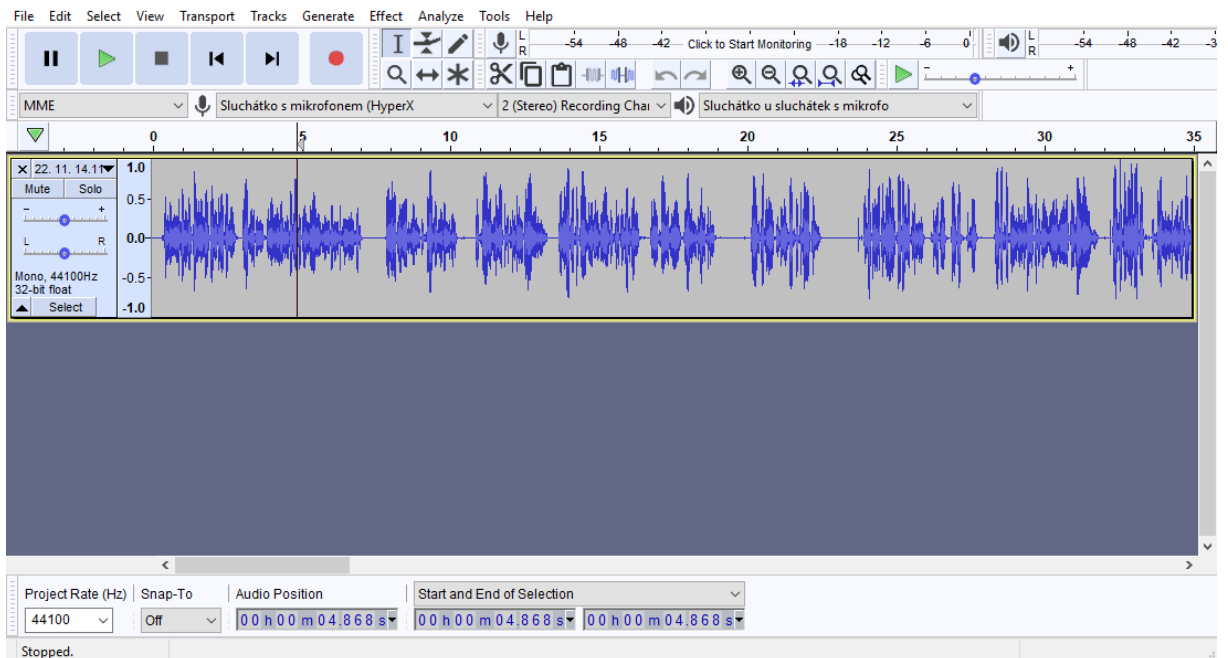 File Edit Select View Transport Tracks Generate Effect Analyze Tools Help
L R -54 -48 -42 Click to Start Monitoring -18 -12 -6 0 L R -54 -48 -42 -3
MME Sluchátko s mikrofonem (HyperX 2 (Stereo) Recording Chai Sluchátko u sluchátek s mikrofo
0 5 10 15 20 25 30 35
22. 11. 14.11 1.0
Mute Solo
- + 0.5
L R 0.0
Mono, 44100Hz -0.5
32-bit float
Select -1.0
Project Rate (Hz) Snap-To Audio Position Start and End of Selection
44100 Off 00 h 00 m 04.868 s 00 h 00 m 04.868 s 00 h 00 m 04.868 s
Stopped.